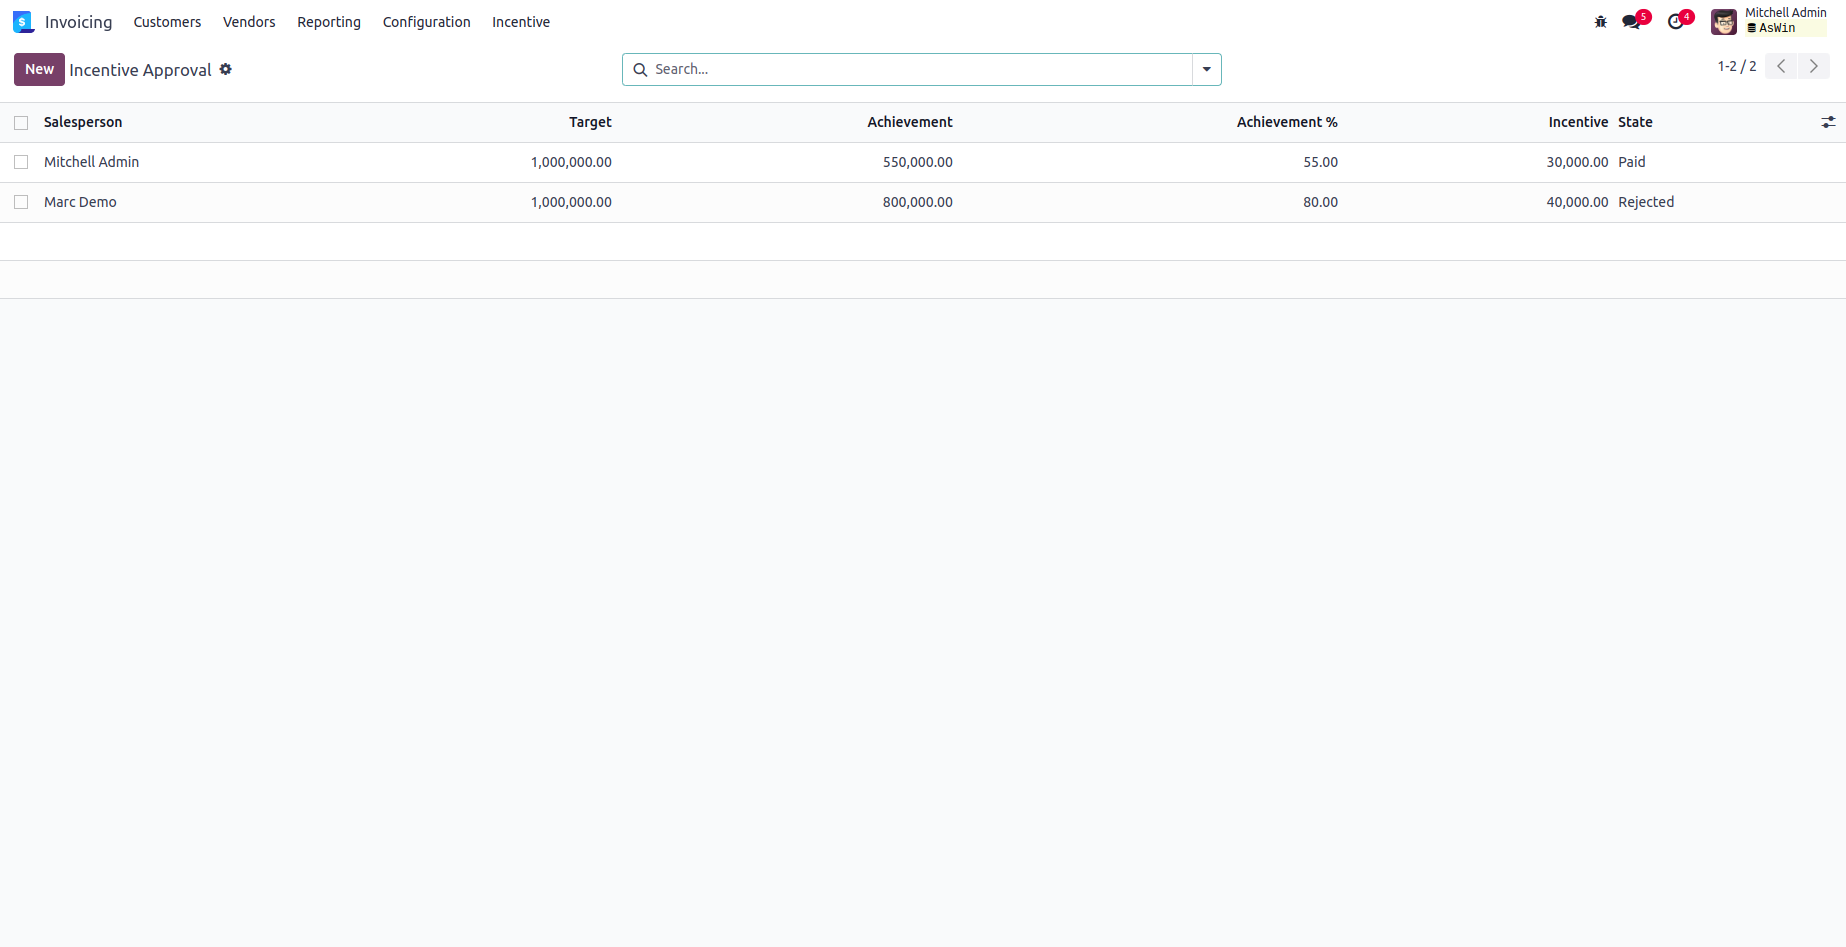 Invoicing Customers Vendors Reporting Configuration Incentive 5 4 Mitchell Admin
AsWin
New Incentive Approval Search... 1-2 / 2
Salesperson Target Achievement Achievement % Incentive State
Mitchell Admin 1,000,000.00 550,000.00 55.00 30,000.00 Paid
Marc Demo 1,000,000.00 800,000.00 80.00 40,000.00 Rejected